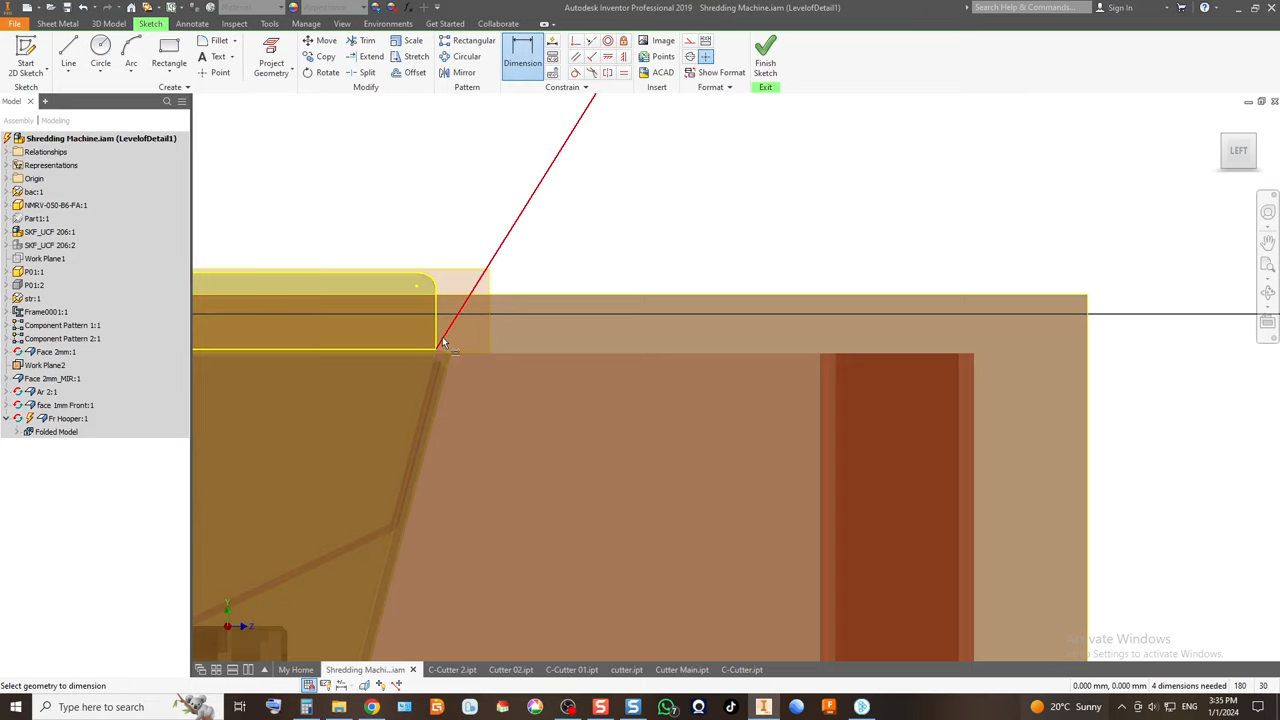 Autodesk Inventor Professional 2019   Shredding Machine.iam (LevelofDetail1)
Search Help & Commands...
Sign In
File
Sheet Metal
3D Model
Sketch
Annotate
Inspect
Tools
Manage
View
Environments
Get Started
Collaborate
Start
2D Sketch
Line
Circle
Arc
Rectangle
Fillet
Text
Point
Project
Geometry
Move
Copy
Rotate
Trim
Extend
Split
Scale
Stretch
Offset
Rectangular
Circular
Mirror
Dimension
Image
Points
ACAD
Show Format
Finish
Sketch
Sketch
Create
Modify
Pattern
Constrain
Insert
Format
Exit
Model
Assembly
Modeling
Shredding Machine.iam (LevelofDetail1)
Relationships
Representations
Origin
bac:1
NMRV-050-B6-FA:1
Part1:1
SKF_UCF 206:1
SKF_UCF 206:2
Work Plane1
P01:1
P01:2
str:1
Frame0001:1
Component Pattern 1:1
Component Pattern 2:1
Face 2mm:1
Work Plane2
Face 2mm_MIR:1
Ar 2:1
face 1mm Front:1
Fr Hooper:1
Folded Model
LEFT
Y
Z
Activate Windows
Go to Settings to activate Windows.
My Home
Shredding Machi...iam
C-Cutter 2.ipt
Cutter 02.ipt
C-Cutter 01.ipt
cutter.ipt
Cutter Main.ipt
C-Cutter.ipt
Select geometry to dimension
0.000 mm, 0.000 mm
4 dimensions needed
180
30
Type here to search
20°C Sunny
3:35 PM
1/1/2024